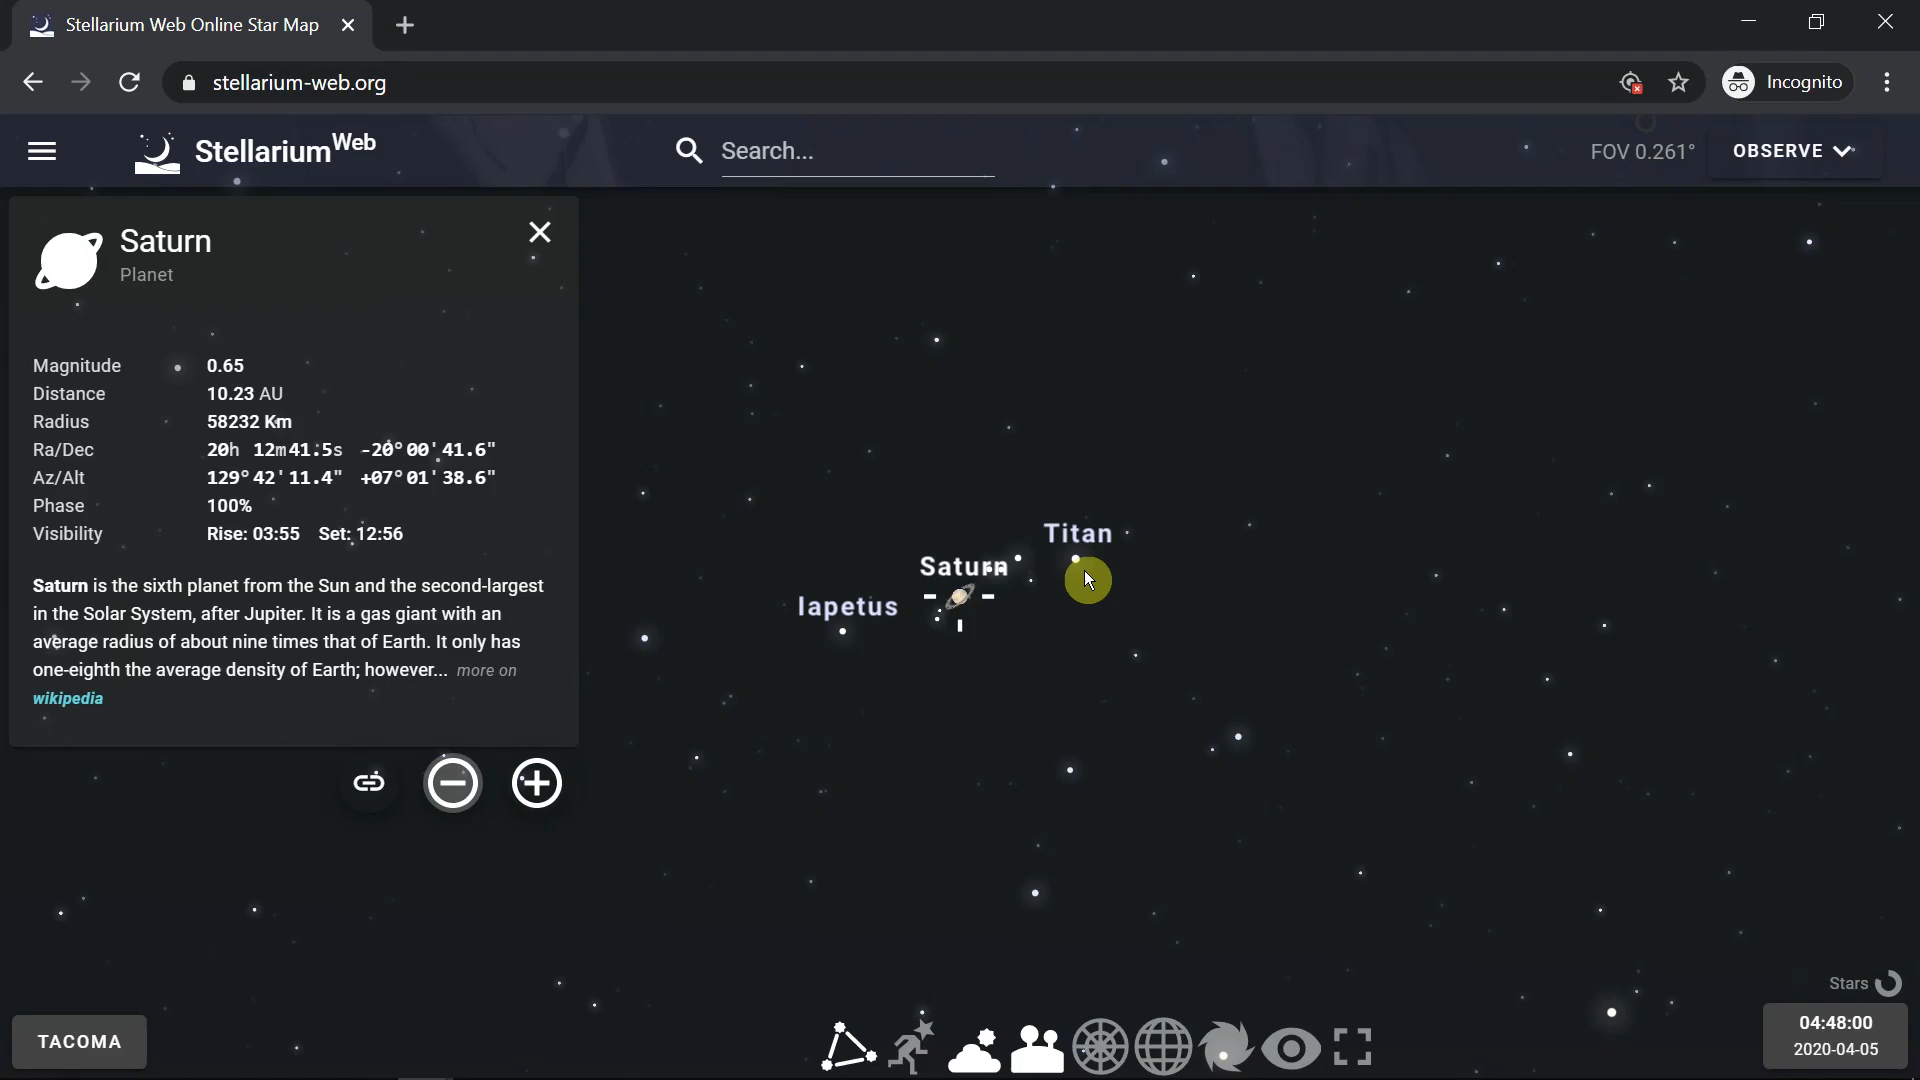 Stellarium Web Online Star Map
stellarium-web.org
Incognito
StellariumWeb
Search...
FOV 0.261°
OBSERVE
Saturn
Planet
Magnitude 0.65
Distance 10.23 AU
Radius 58232 Km
Ra/Dec 20h 12m41.5s -20°00'41.6"
Az/Alt 129°42'11.4" +07°01'38.6"
Phase 100%
Visibility Rise: 03:55 Set: 12:56
Saturn is the sixth planet from the Sun and the second-largest
in the Solar System, after Jupiter. It is a gas giant with an
average radius of about nine times that of Earth. It only has
one-eighth the average density of Earth; however... more on
wikipedia
Titan
Saturn
Iapetus
Stars
TACOMA
04:48:00
2020-04-05